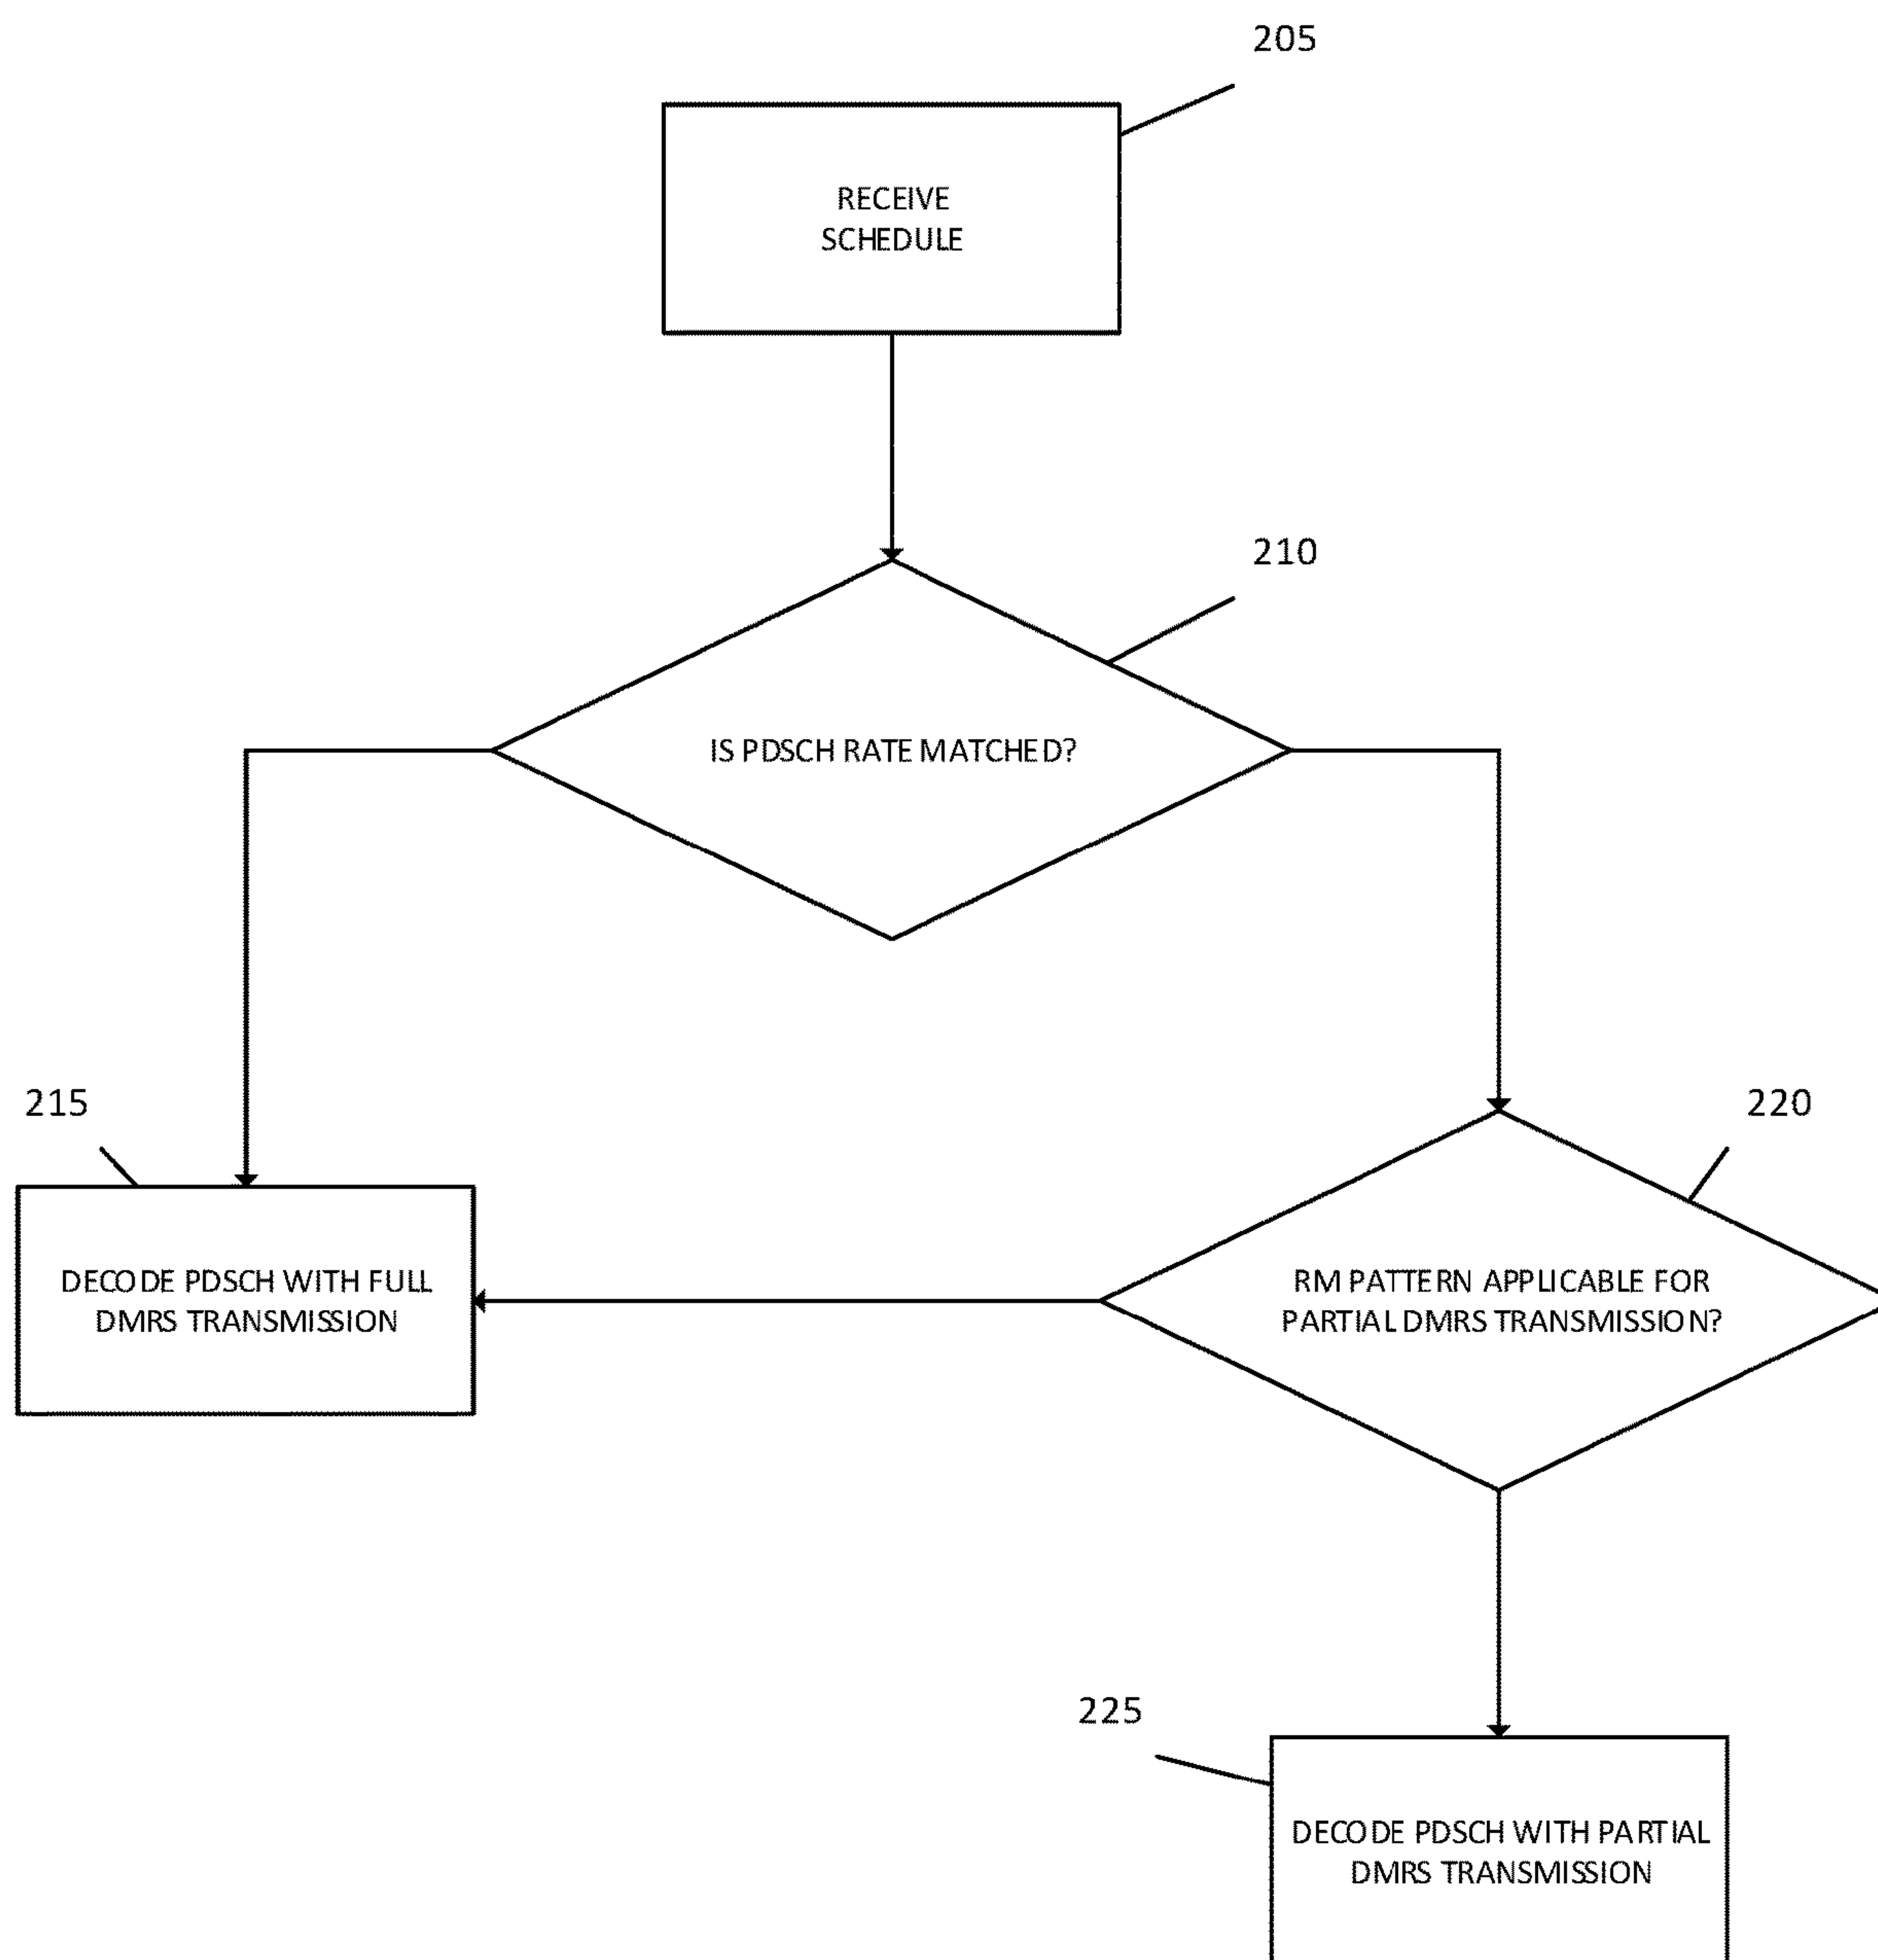 205
RECEIVE
SCHEDULE
210
IS PDSCH RATE MATCHED?
215
220
DECODE PDSCH WITH FULL
DMRS TRANSMISSION
RM PATTERN APPLICABLE FOR
PARTIAL DMRS TRANSMISSION?
225
DECODE PDSCH WITH PARTIAL
DMRS TRANSMISSION